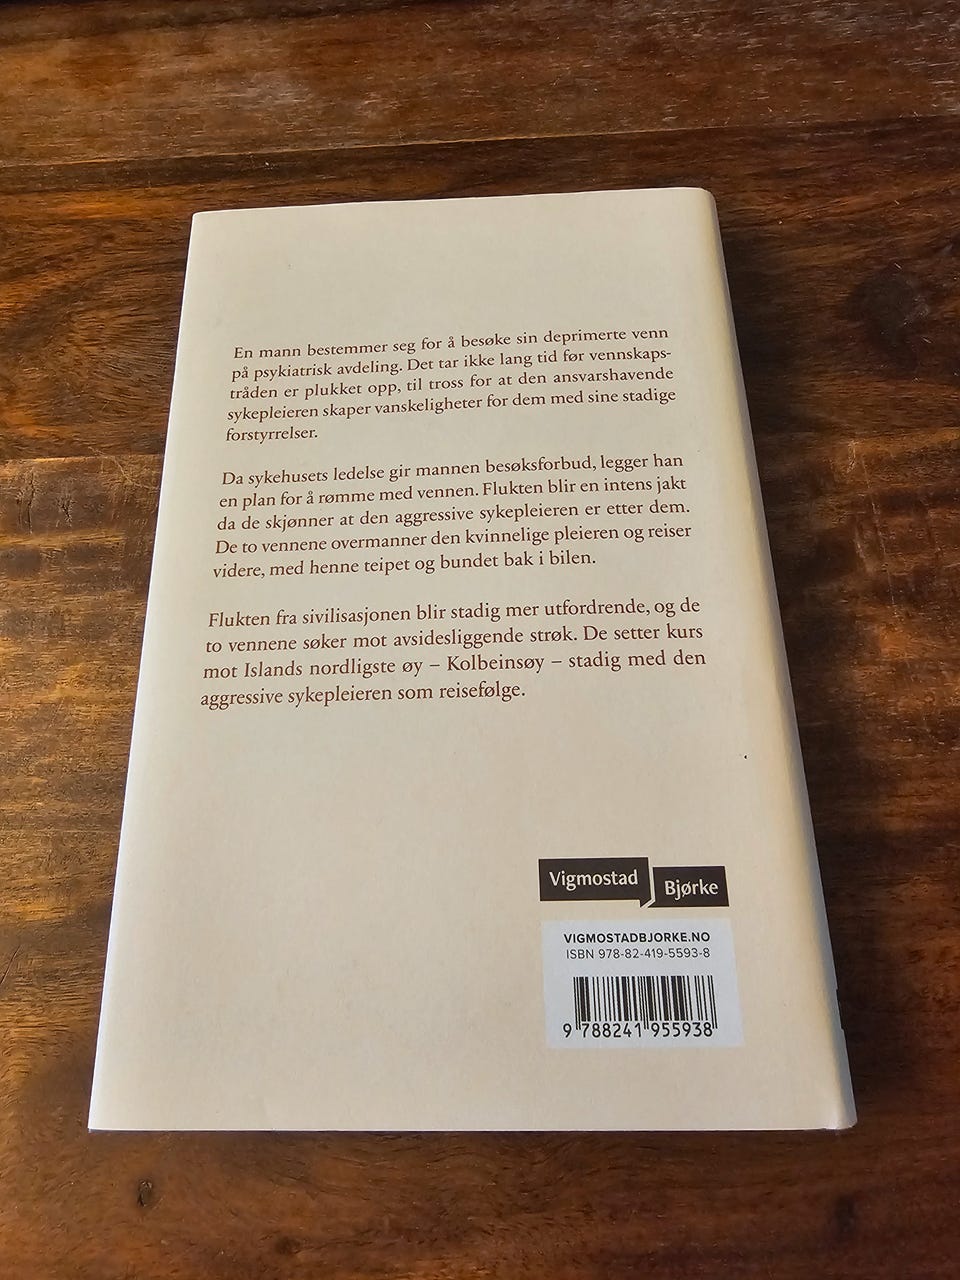 En mann bestemmer seg for å besøke sin deprimerte venn
på psykiatrisk avdeling. Det tar ikke lang tid før vennskaps-
tråden er plukket opp, til tross for at den ansvarshavende
sykepleieren skaper vanskeligheter for dem med sine stadige
forstyrrelser.
Da sykehusets ledelse gir mannen besøksforbud, legger han
en plan for å rømme med vennen. Flukten blir en intens jakt
da de skjønner at den aggressive sykepleieren er etter dem.
De to vennene overmanner den kvinnelige pleieren og reiser
videre, med henne teipet og bundet bak i bilen.
Flukten fra sivilisasjonen blir stadig mer utfordrende, og de
to vennene søker mot avsidesliggende strøk. De setter kurs
mot Islands nordligste øy – Kolbeinsøy – stadig med den
aggressive sykepleieren som reisefølge.
Vigmostad
Bjørke
VIGMOSTADBJORKE.NO
ISBN 978-82-419-5593-8
9 788241 955938